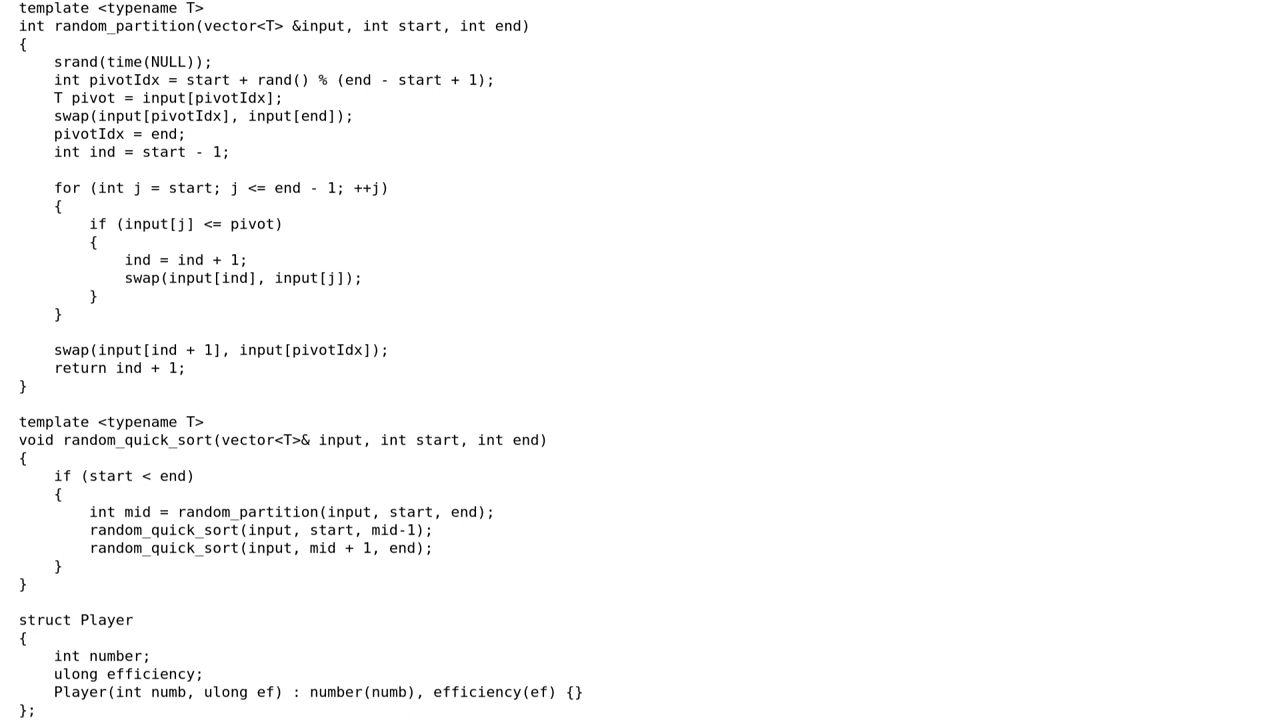 template <typename T>
int random_partition(vector<T> &input, int start, int end)
{
    srand(time(NULL));
    int pivotIdx = start + rand() % (end - start + 1);
    T pivot = input[pivotIdx];
    swap(input[pivotIdx], input[end]);
    pivotIdx = end;
    int ind = start - 1;

    for (int j = start; j <= end - 1; ++j)
    {
        if (input[j] <= pivot)
        {
            ind = ind + 1;
            swap(input[ind], input[j]);
        }
    }

    swap(input[ind + 1], input[pivotIdx]);
    return ind + 1;
}

template <typename T>
void random_quick_sort(vector<T>& input, int start, int end)
{
    if (start < end)
    {
        int mid = random_partition(input, start, end);
        random_quick_sort(input, start, mid-1);
        random_quick_sort(input, mid + 1, end);
    }
}

struct Player
{
    int number;
    ulong efficiency;
    Player(int numb, ulong ef) : number(numb), efficiency(ef) {}
};